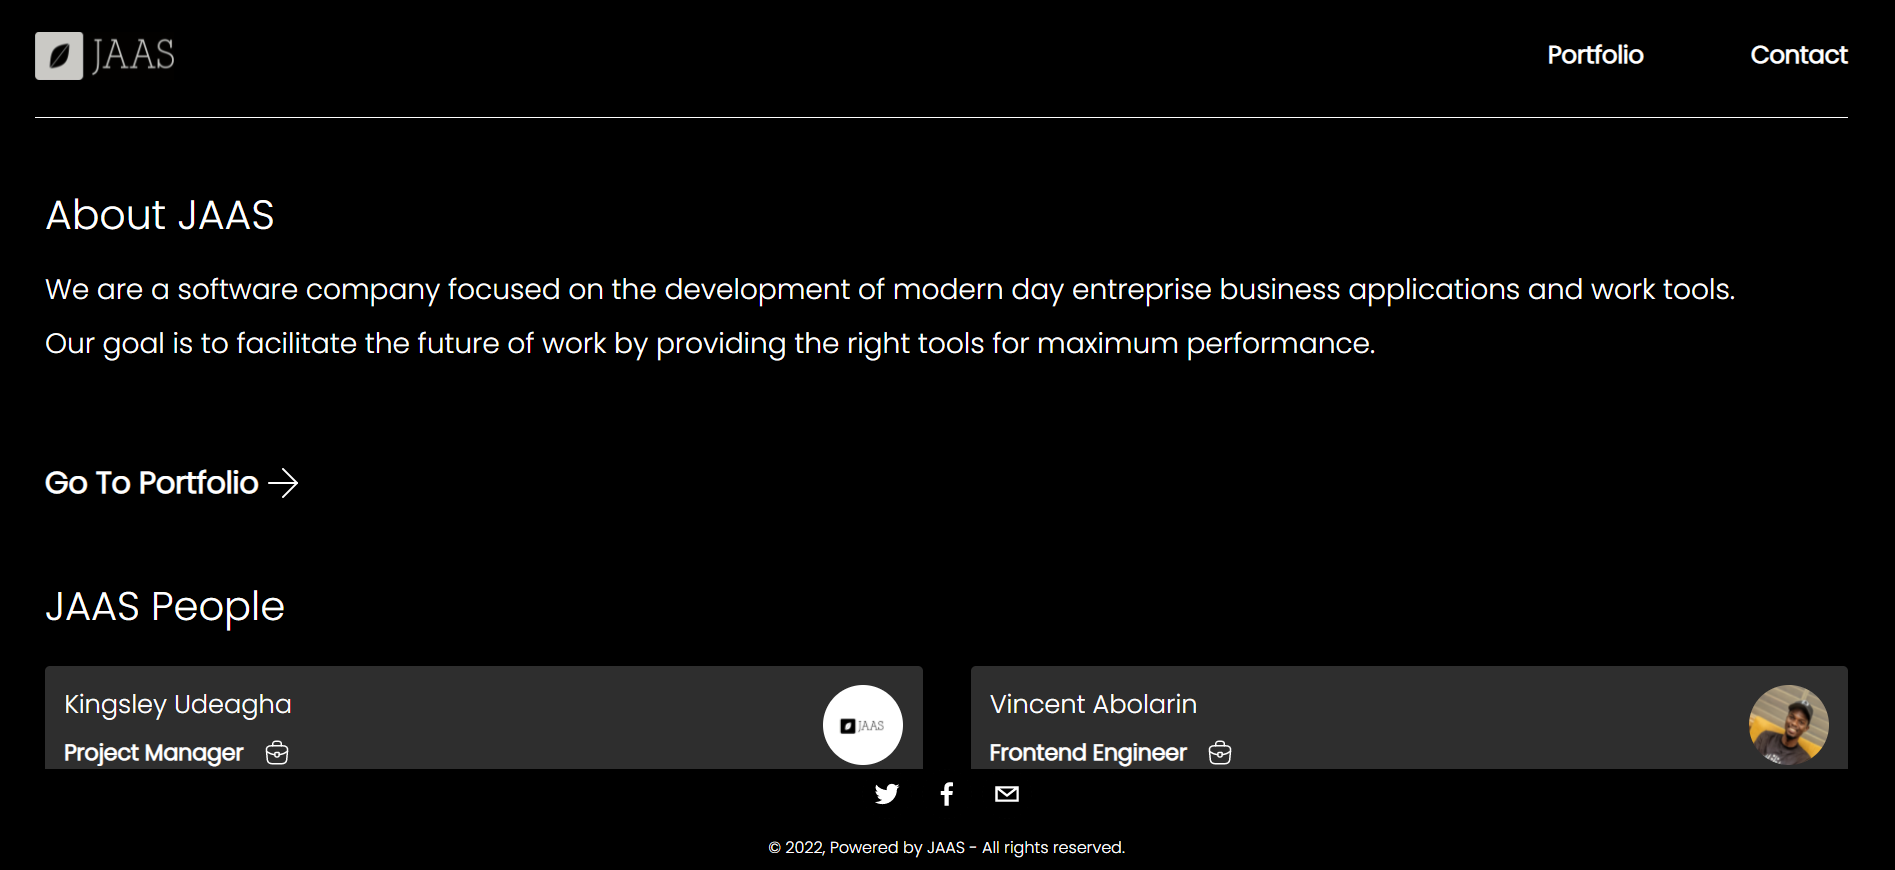 JAAS
Portfolio
Contact
About JAAS
We are a software company focused on the development of modern day entreprise business applications and work tools.
Our goal is to facilitate the future of work by providing the right tools for maximum performance.
Go To Portfolio
JAAS People
Kingsley Udeagha
Project Manager
JAAS
Vincent Abolarin
Frontend Engineer
© 2022, Powered by JAAS - All rights reserved.